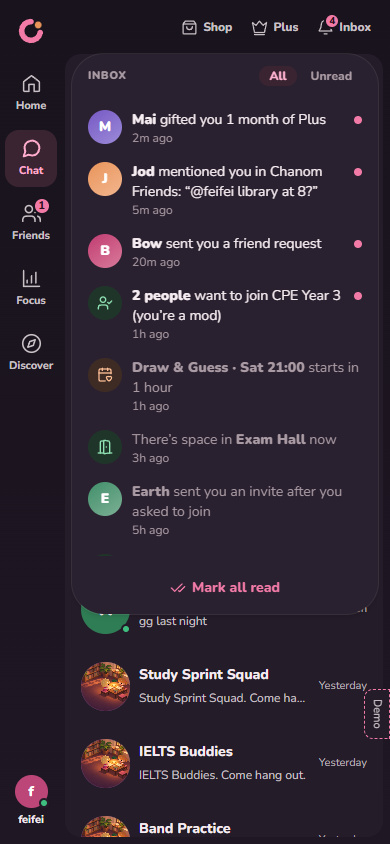 Shop
Plus
4
Inbox
Home
Chat
1
Friends
Focus
Discover
INBOX
All
Unread
M
Mai gifted you 1 month of Plus
2m ago
J
Jod mentioned you in Chanom
Friends: “@feifei library at 8?”
5m ago
B
Bow sent you a friend request
20m ago
2 people want to join CPE Year 3
(you’re a mod)
1h ago
Draw & Guess · Sat 21:00 starts in
1 hour
1h ago
There’s space in Exam Hall now
3h ago
E
Earth sent you an invite after you
asked to join
5h ago
Mark all read
gg last night
Study Sprint Squad
Yesterday
Study Sprint Squad. Come ha...
Demo
IELTS Buddies
Yesterday
IELTS Buddies. Come hang out.
Band Practice
f
feifei